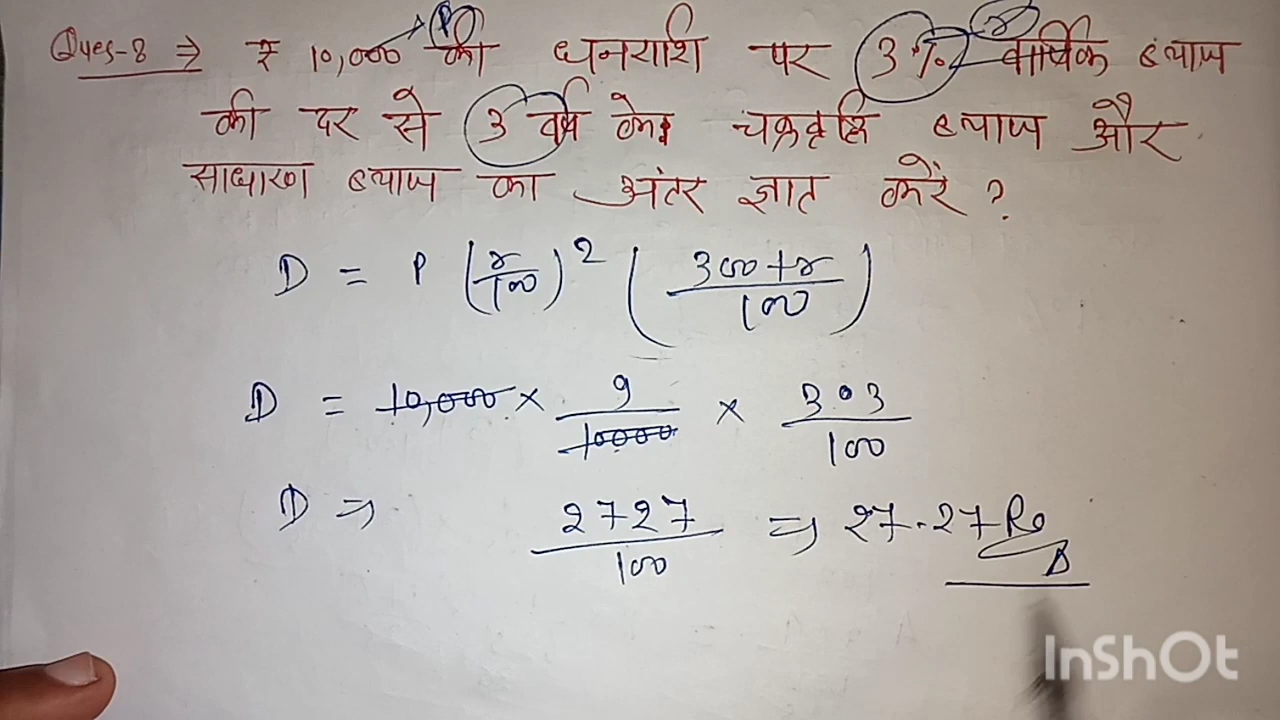 Ques-8 ⇒ ₹ 10,000 की धनराशि पर 3% वार्षिक ब्याज
P r
की दर से 3 वर्ष के चक्रवृद्धि ब्याज और
साधारण ब्याज का अंतर ज्ञात करें ?
D = P (r/100)² (300+r/100)
D = 10,000 × 9/10000 × 303/100
D ⇒ 2727/100 ⇒ 27.27 Rs
InShOt